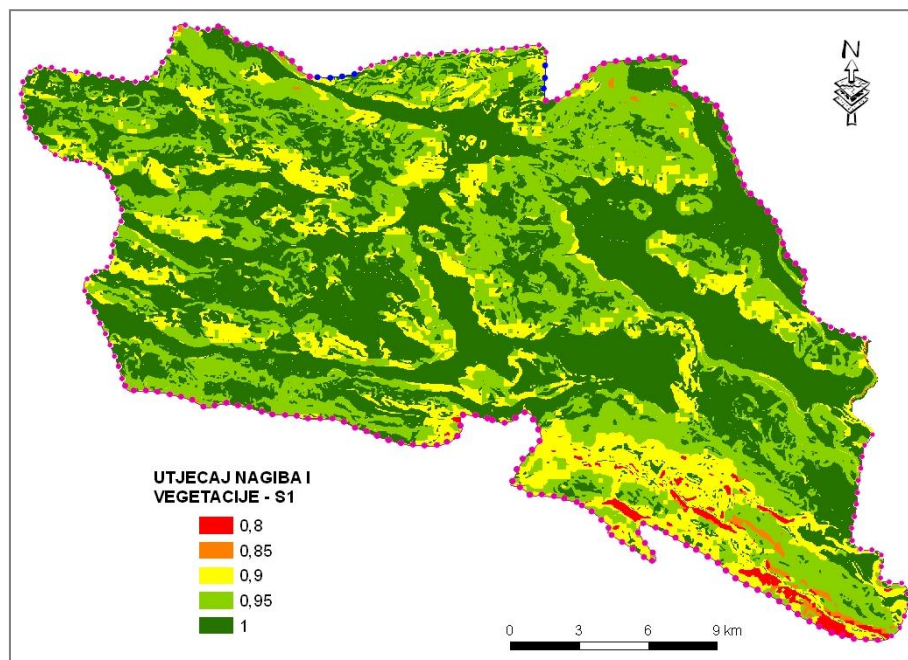 N
UTJECAJ NAGIBA I
VEGETACIJE - S1
0,8
0,85
0,9
0,95
1
0 3 6 9 km